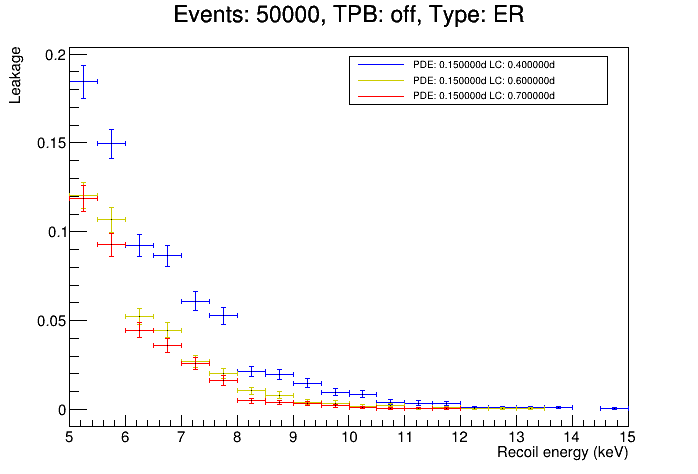 Events: 50000, TPB: off, Type: ER
Leakage
PDE: 0.150000d LC: 0.400000d
PDE: 0.150000d LC: 0.600000d
PDE: 0.150000d LC: 0.700000d
0.2
0.15
0.1
0.05
0
5 6 7 8 9 10 11 12 13 14 15
Recoil energy (keV)